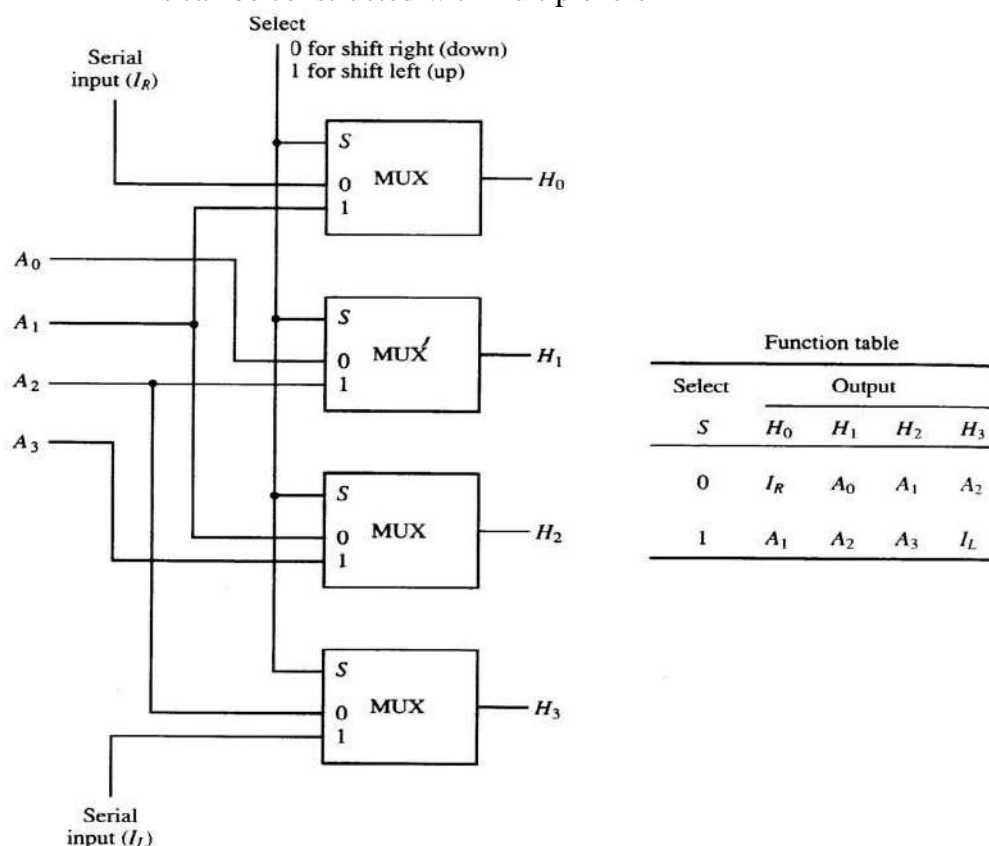 Select
0 for shift right (down)
1 for shift left (up)
Serial
input (I_R)
S
MUX
0
1
H_0
A_0
A_1
A_2
A_3
S
MUX
0
1
H_1
S
MUX
0
1
H_2
S
MUX
0
1
H_3
Serial
input (I_L)
Function table
Select Output
S H_0 H_1 H_2 H_3
0 I_R A_0 A_1 A_2
1 A_1 A_2 A_3 I_L